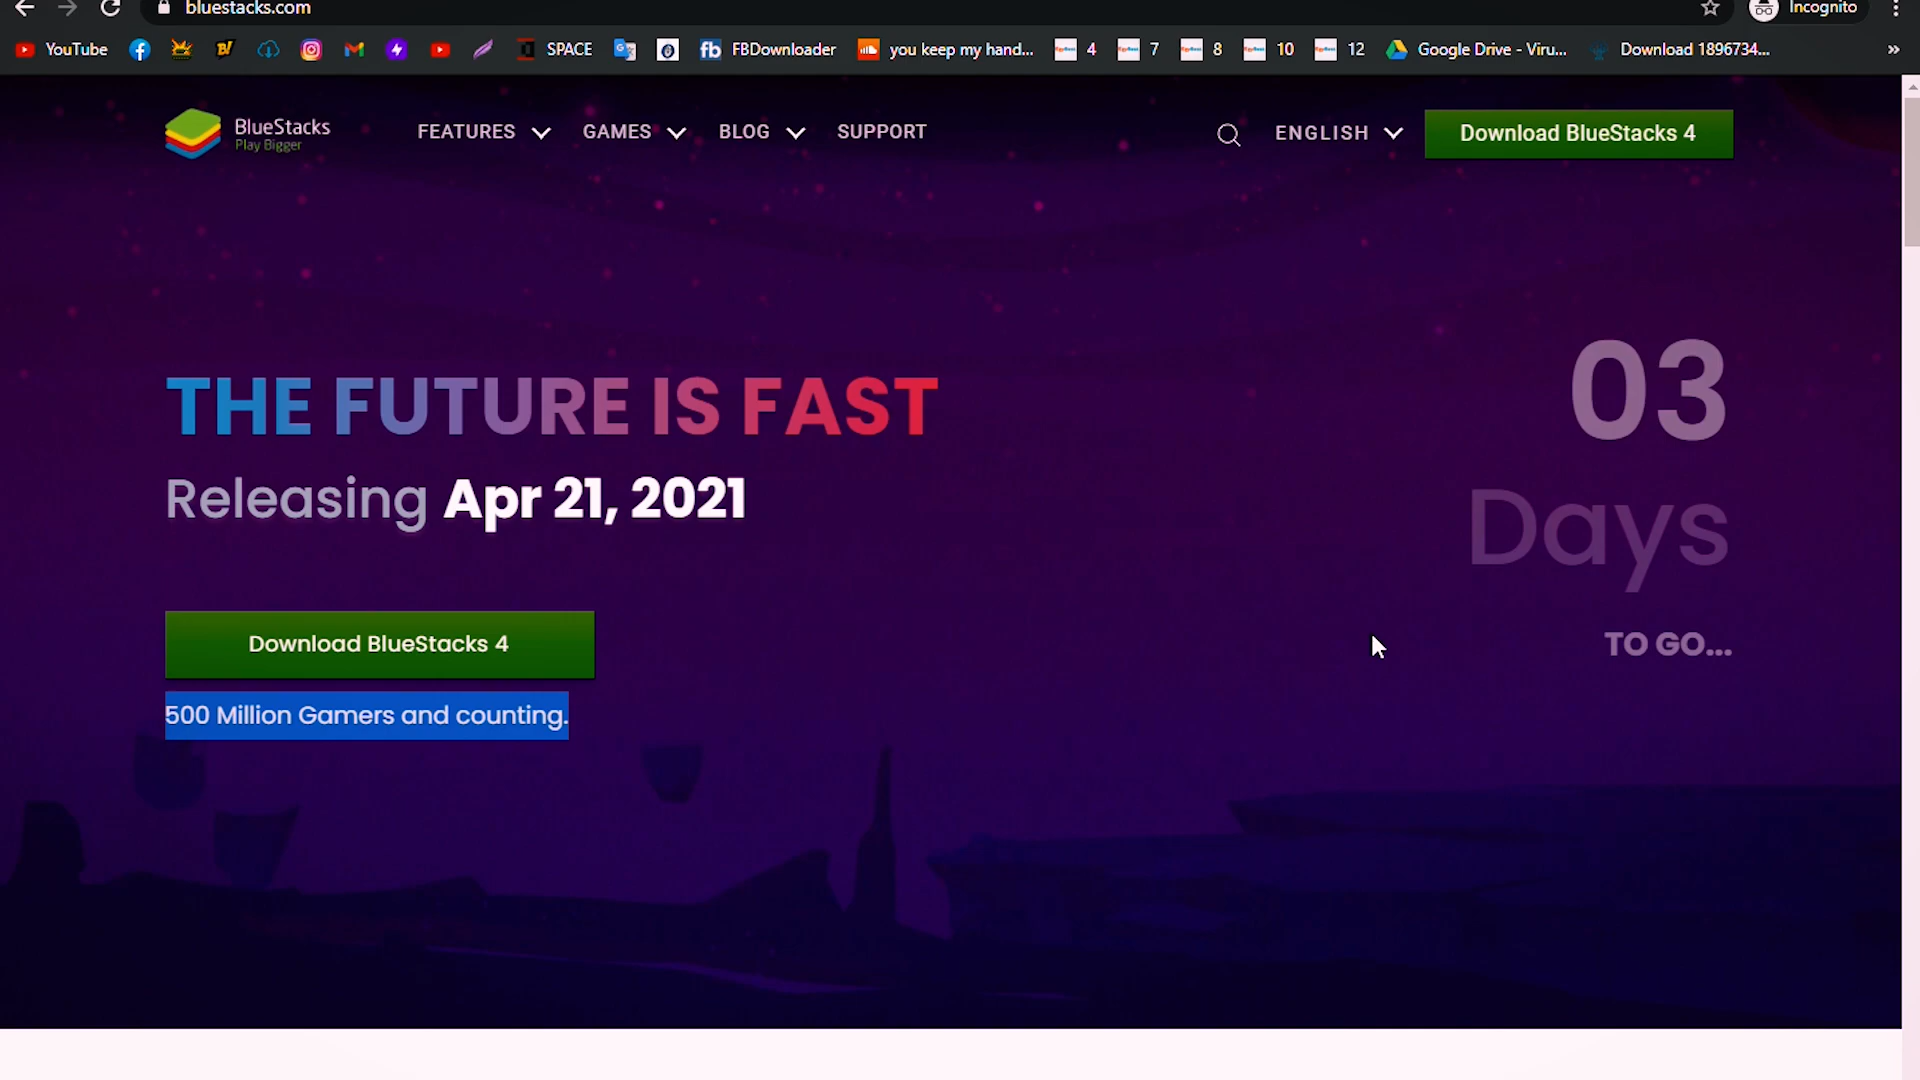 bluestacks.com
Incognito
YouTube
SPACE
fb FBDownloader
you keep my hand...
4
7
8
10
12
Google Drive - Viru...
Download 1896734...
BlueStacks
Play Bigger
FEATURES
GAMES
BLOG
SUPPORT
ENGLISH
Download BlueStacks 4
THE FUTURE IS FAST
Releasing Apr 21, 2021
03
Days
TO GO...
Download BlueStacks 4
500 Million Gamers and counting.